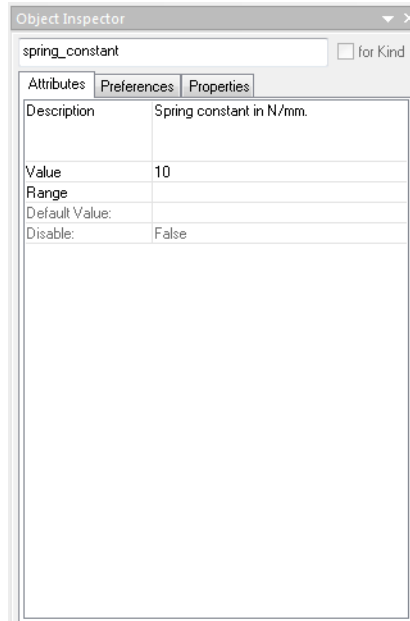 Object Inspector
spring_constant
for Kind
Attributes Preferences Properties
Description Spring constant in N/mm.
Value 10
Range
Default Value:
Disable: False